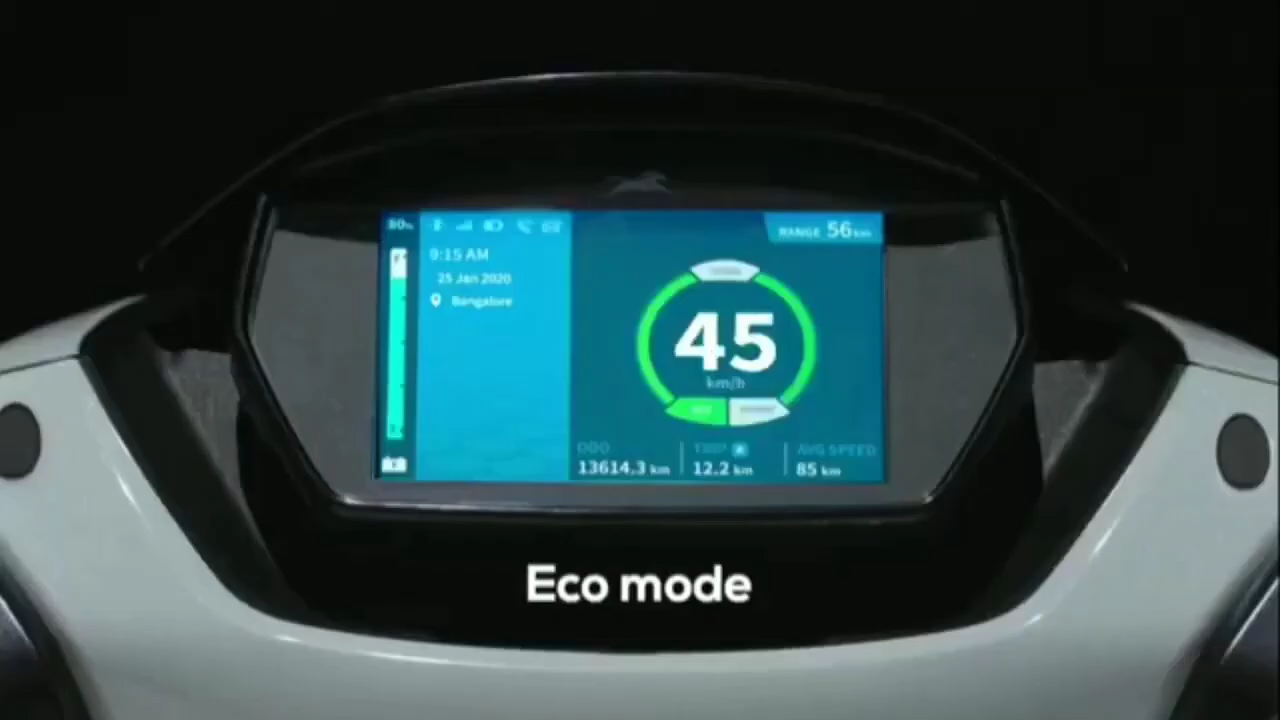 80%
RANGE 56 km
9:15 AM
25 Jan 2020
Bangalore
45
km/h
ODO
TRIP A
AVG SPEED
13614.3 km
12.2 km
85 km
Eco mode